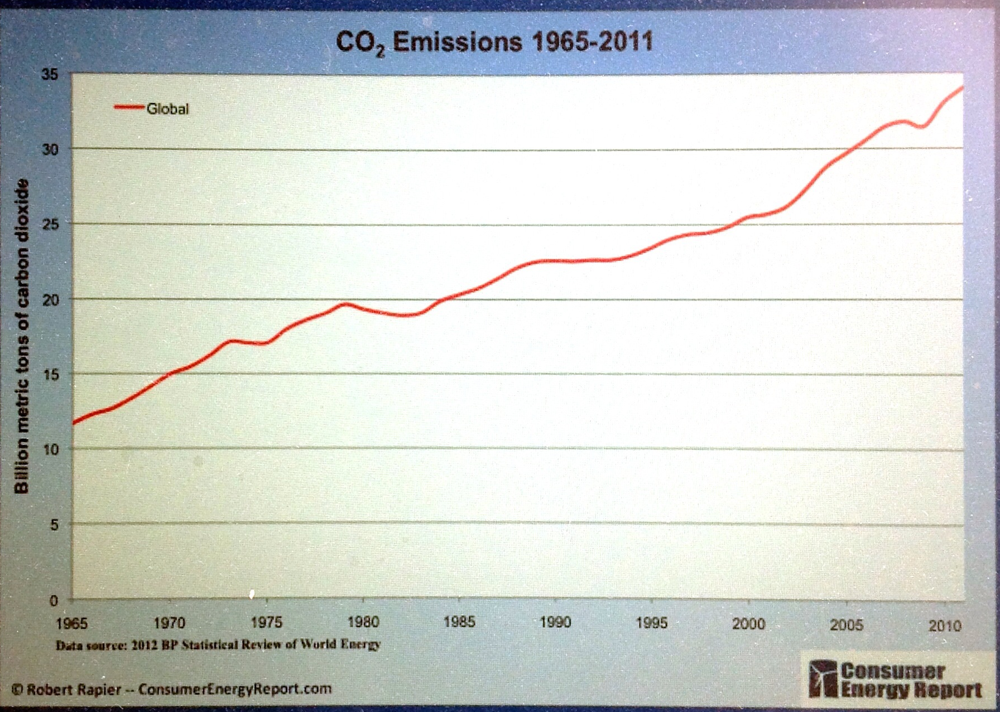 CO₂ Emissions 1965-2011
35
Global
30
25
20
15
10
5
0
Billion metric tons of carbon dioxide
1965 1970 1975 1980 1985 1990 1995 2000 2005 2010
Data source: 2012 BP Statistical Review of World Energy
© Robert Rapier -- ConsumerEnergyReport.com
Consumer
Energy Report